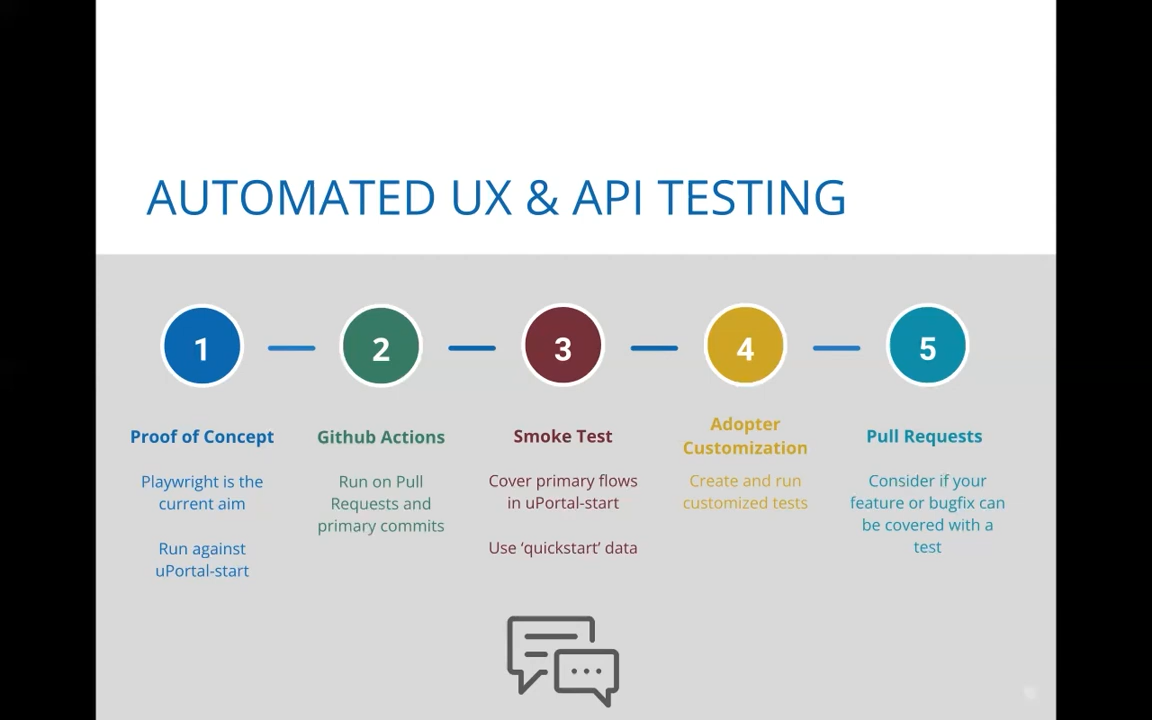 AUTOMATED UX & API TESTING
1
2
3
4
5
Proof of Concept
Playwright is the
current aim
Run against
uPortal-start
Github Actions
Run on Pull
Requests and
primary commits
Smoke Test
Cover primary flows
in uPortal-start
Use ‘quickstart’ data
Adopter
Customization
Create and run
customized tests
Pull Requests
Consider if your
feature or bugfix can
be covered with a
test